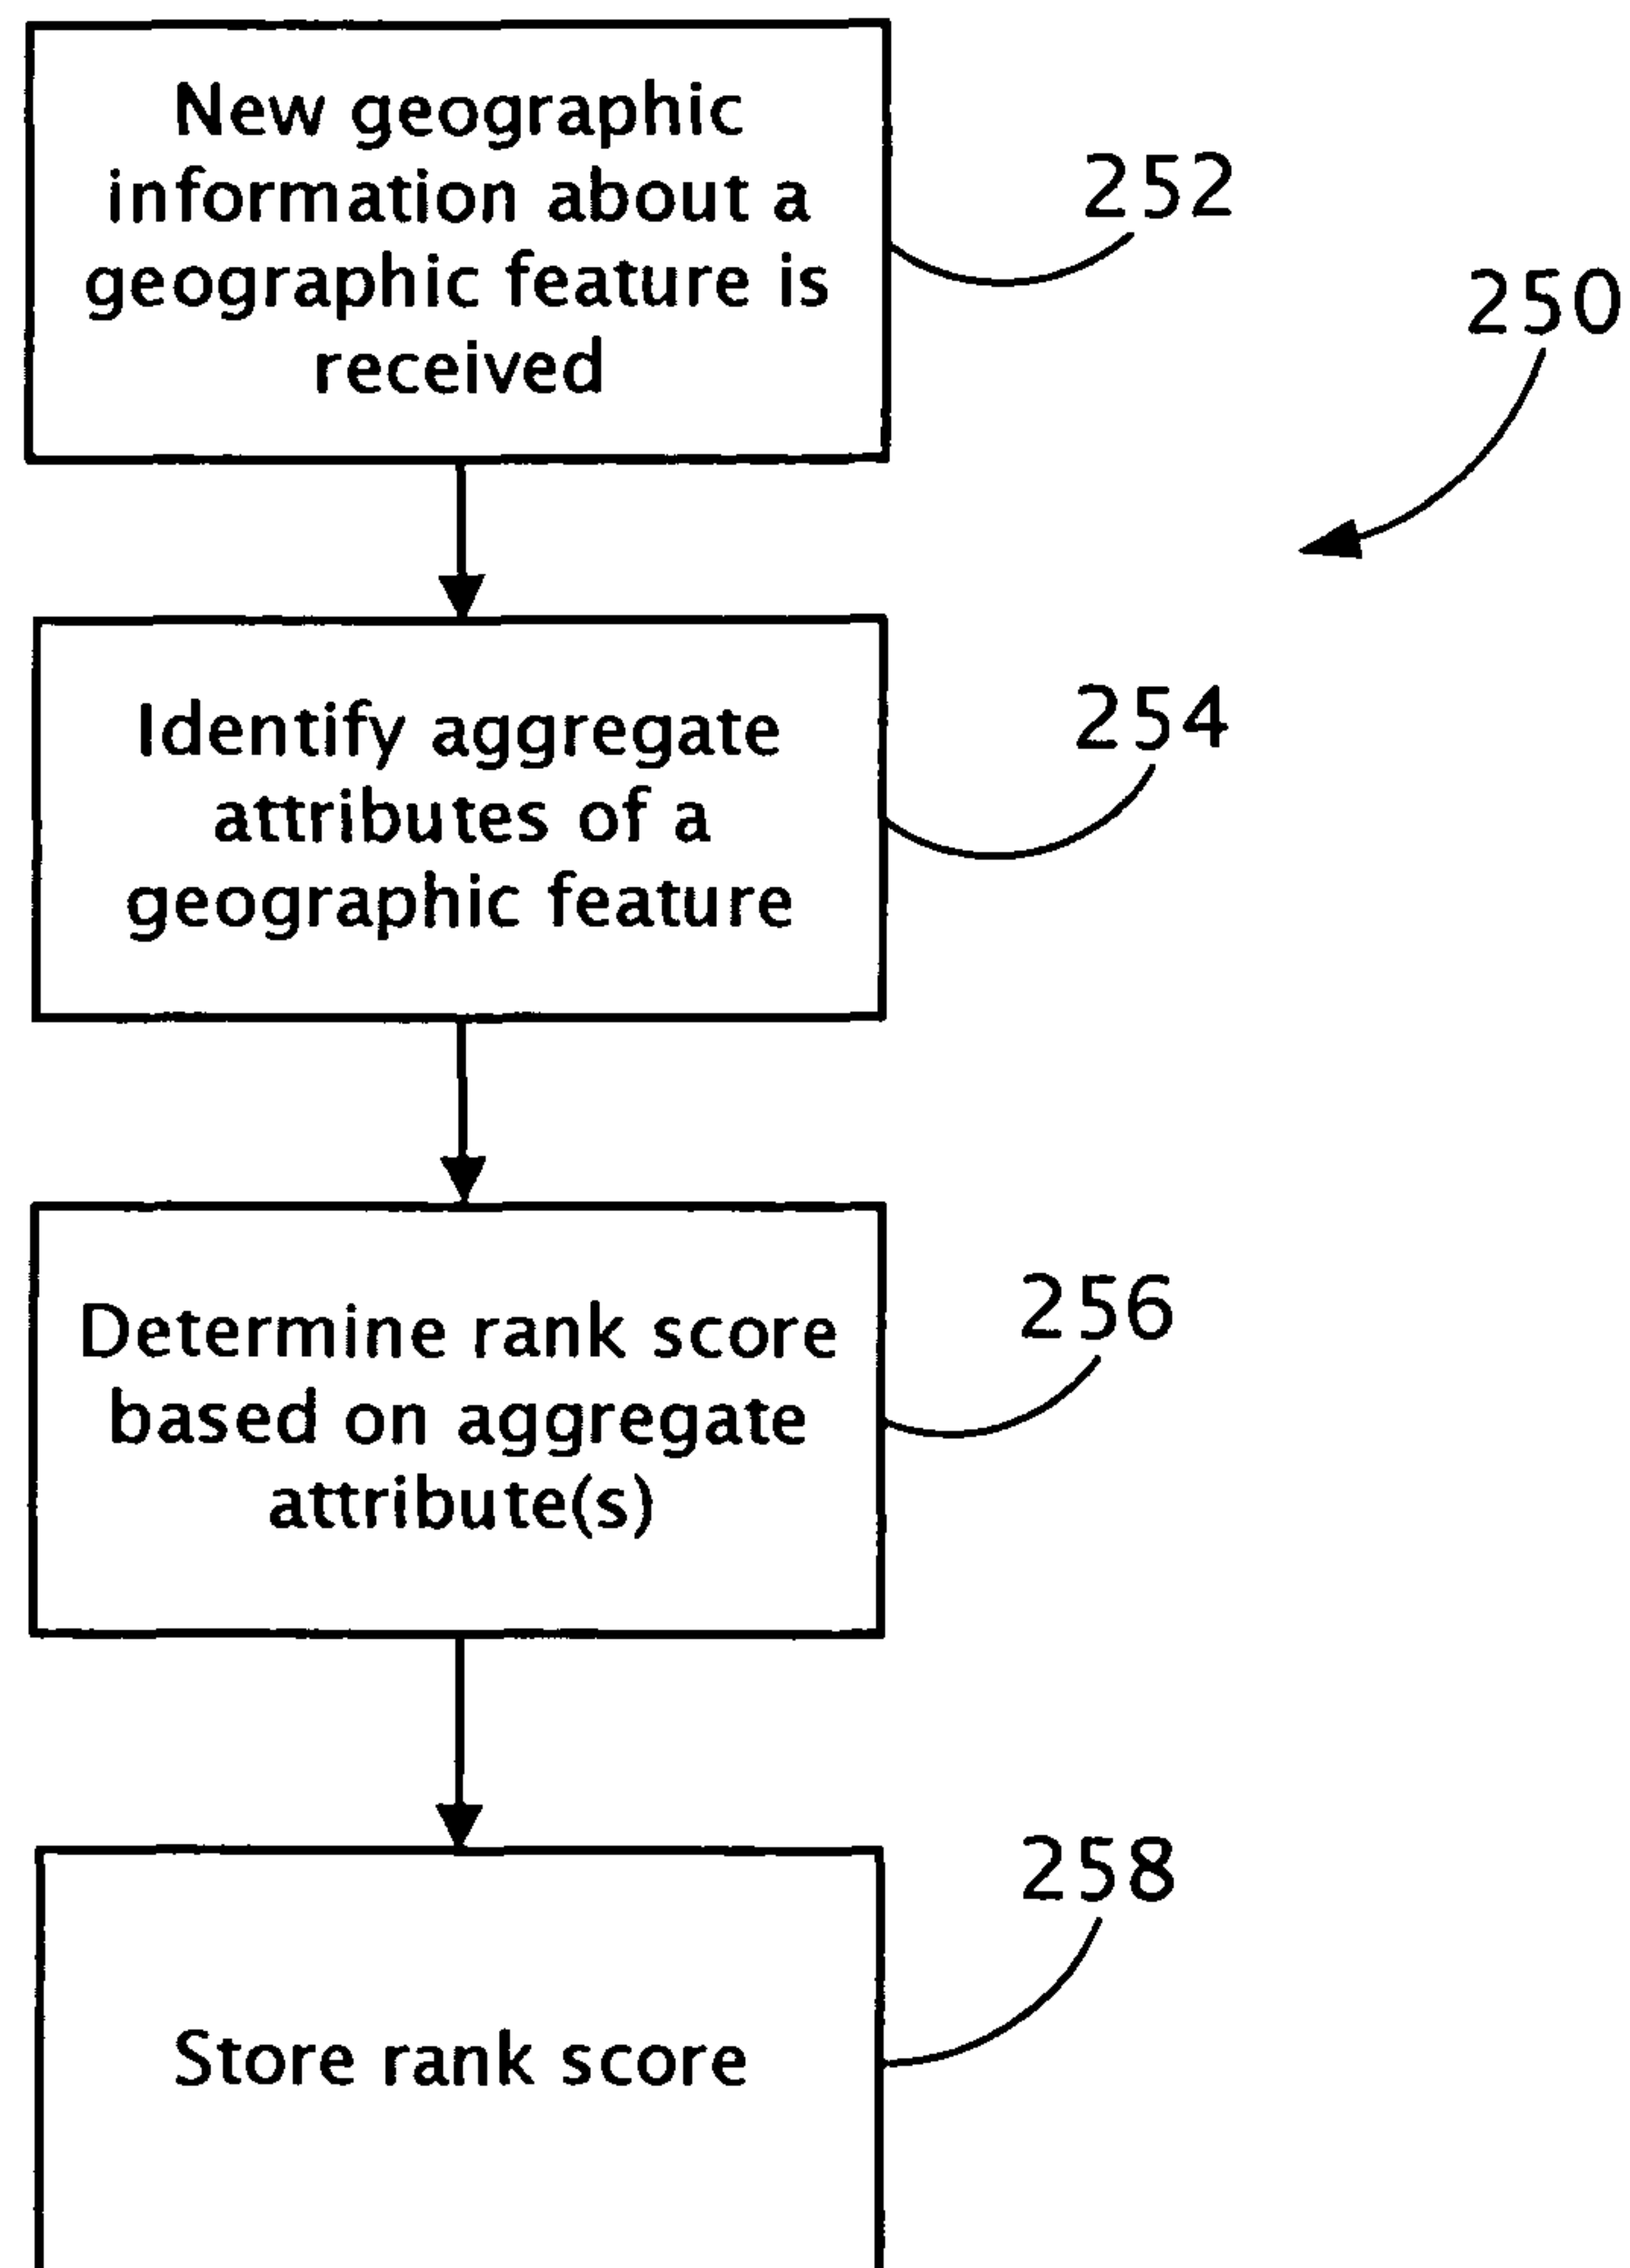 New geographic
information about a
geographic feature is
received
252
250
Identify aggregate
attributes of a
geographic feature
254
Determine rank score
based on aggregate
attribute(s)
256
Store rank score
258